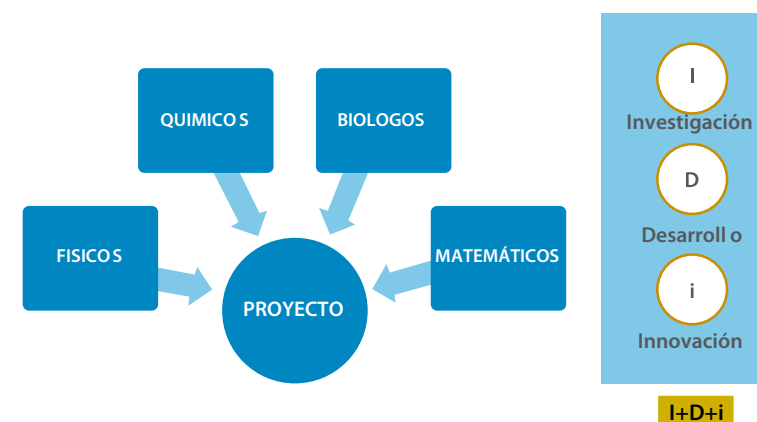 QUIMICO S
BIOLOGOS
FISICO S
MATEMÁTICOS
PROYECTO
I
Investigación
D
Desarroll o
i
Innovación
I+D+i